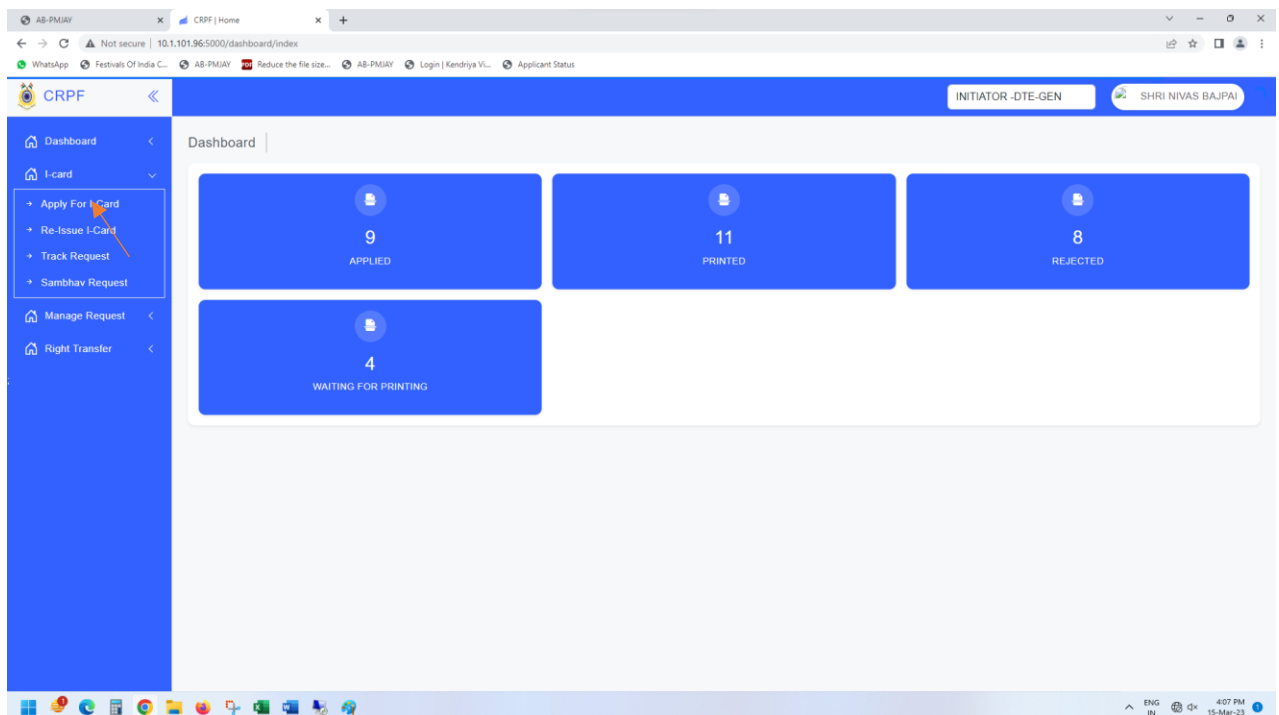 AB-PMJAY
CRPF | Home
Not secure | 10.1.101.96:5000/dashboard/index
WhatsApp Festivals Of India C... AB-PMJAY PDF Reduce the file size... AB-PMJAY Login | Kendriya Vi... Applicant Status
CRPF
INITIATOR -DTE-GEN
SHRI NIVAS BAJPAI
Dashboard
I-card
Apply For I-Card
Re-Issue I-Card
Track Request
Sambhav Request
Manage Request
Right Transfer
Dashboard
9
APPLIED
11
PRINTED
8
REJECTED
4
WAITING FOR PRINTING
ENG
IN
4:07 PM
15-Mar-23